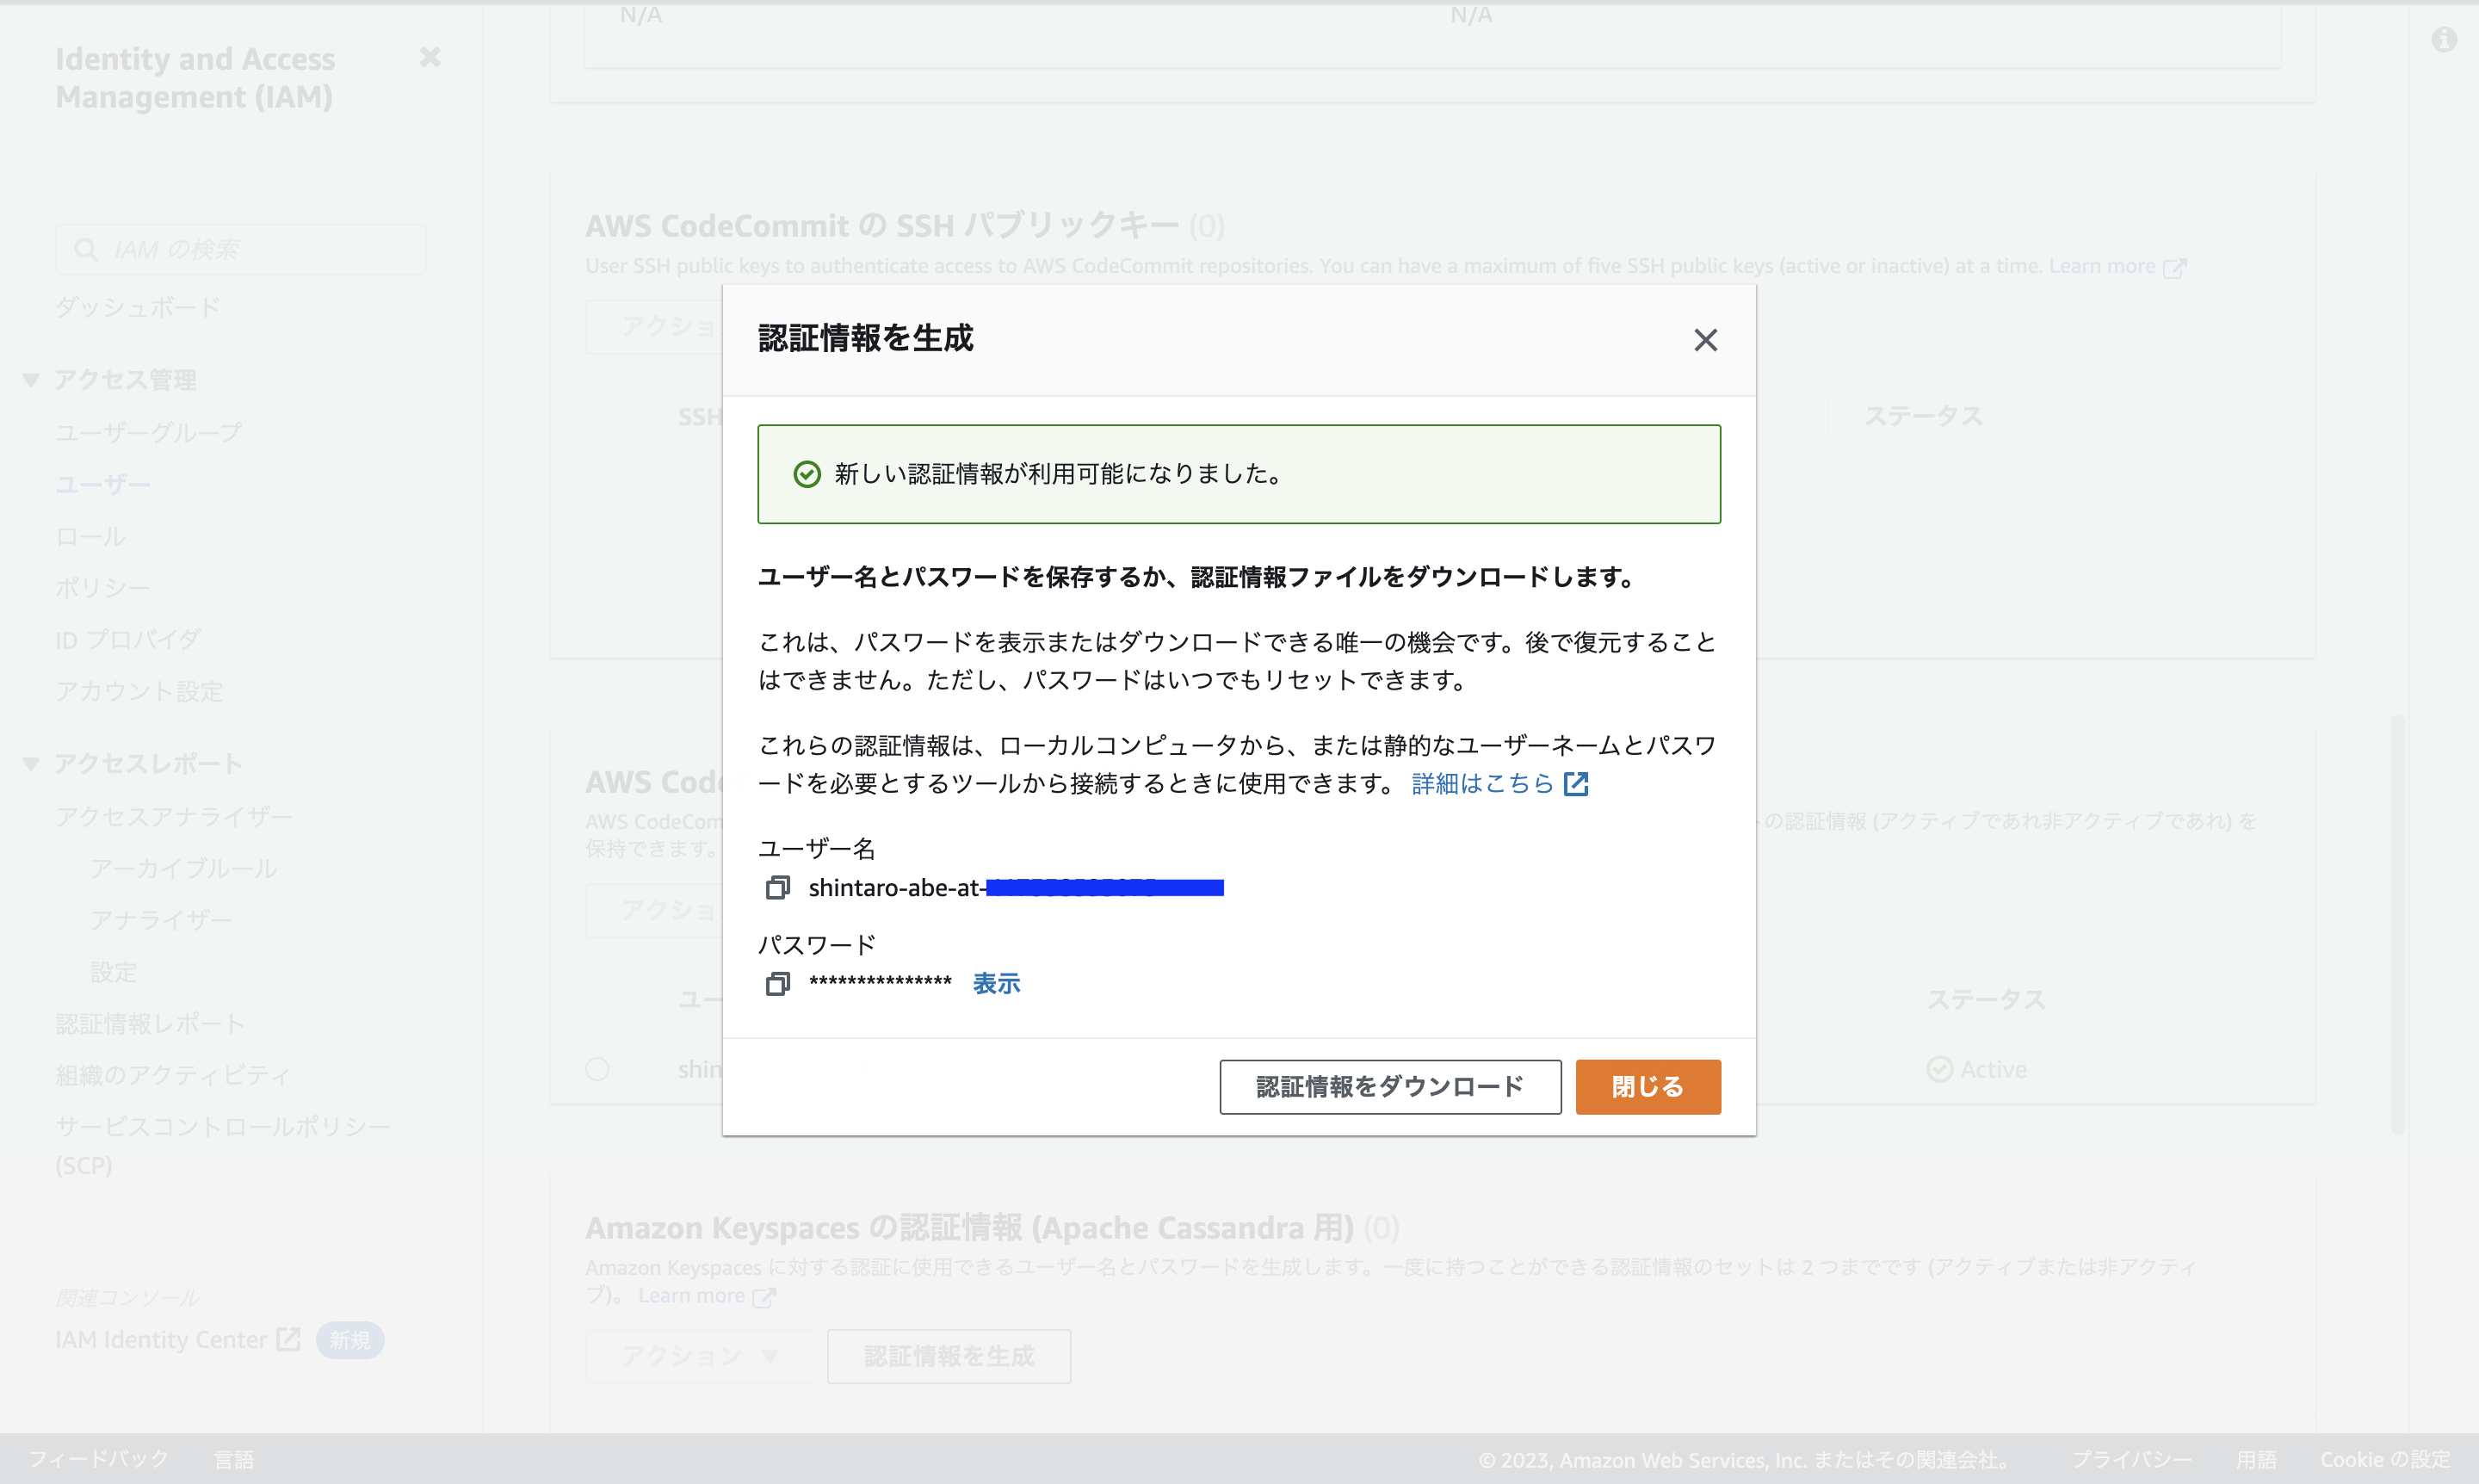 N/A
N/A
Identity and Access
Management (IAM)
IAM の検索
ダッシュボード
アクセス管理
ユーザーグループ
ユーザー
ロール
ポリシー
ID プロバイダ
アカウント設定
アクセスレポート
アクセスアナライザー
アーカイブルール
アナライザー
設定
認証情報レポート
組織のアクティビティ
サービスコントロールポリシー
(SCP)
関連コンソール
IAM Identity Center
新規
AWS CodeCommit の SSH パブリックキー (0)
User SSH public keys to authenticate access to AWS CodeCommit repositories. You can have a maximum of five SSH public keys (active or inactive) at a time. Learn more
アクショ
SSH
ステータス
認証情報を生成
新しい認証情報が利用可能になりました。
ユーザー名とパスワードを保存するか、認証情報ファイルをダウンロードします。
これは、パスワードを表示またはダウンロードできる唯一の機会です。後で復元すること
はできません。ただし、パスワードはいつでもリセットできます。
これらの認証情報は、ローカルコンピュータから、または静的なユーザーネームとパスワ
ードを必要とするツールから接続するときに使用できます。 詳細はこちら
ユーザー名
shintaro-abe-at-
パスワード
*************** 表示
認証情報をダウンロード
閉じる
AWS Cod
AWS CodeCom
の認証情報 (アクティブであれ非アクティブであれ) を
保持できます。
アクショ
ユー
ステータス
shin
Active
Amazon Keyspaces の認証情報 (Apache Cassandra 用) (0)
Amazon Keyspaces に対する認証に使用できるユーザー名とパスワードを生成します。一度に持つことができる認証情報のセットは 2 つまでです (アクティブまたは非アクティ
ブ)。 Learn more
アクション
認証情報を生成
フィードバック
言語
© 2023, Amazon Web Services, Inc. またはその関連会社。
プライバシー
用語
Cookie の設定